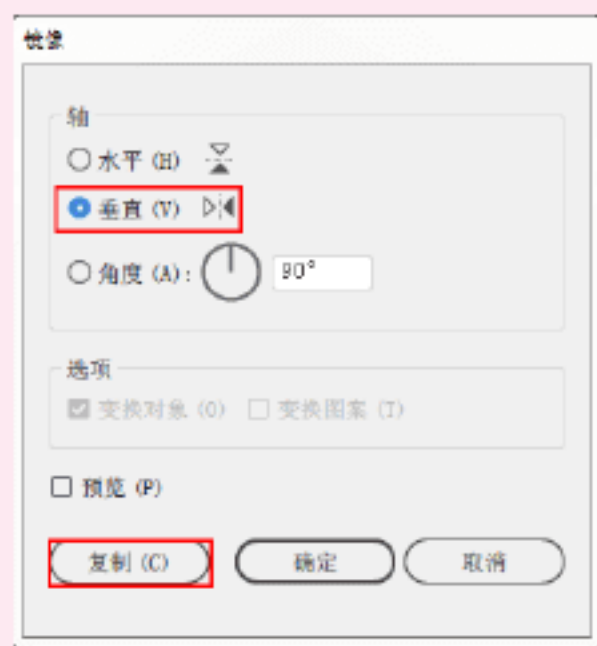 镜像
轴
水平 (H)
垂直 (V)
角度 (A): 90°
选项
变换对象 (O) 变换图案 (T)
预览 (P)
复制 (C) 确定 取消